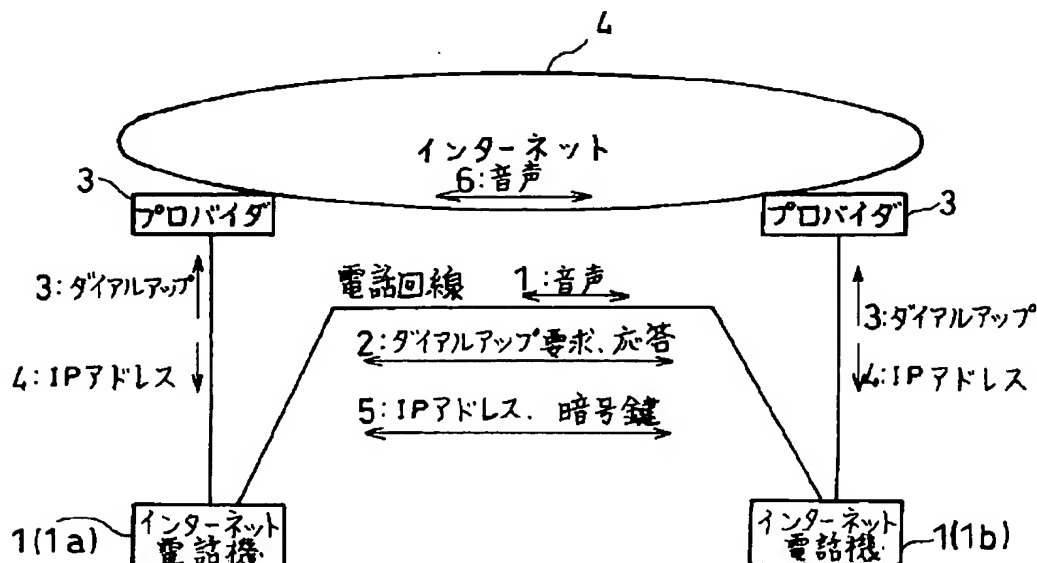 4
インターネット
6:音声
3
プロバイダ
プロバイダ
3
電話回線
1:音声
3:ダイアルアップ
2:ダイアルアップ要求、応答
3:ダイアルアップ
4:IPアドレス
5:IPアドレス、暗号鍵
4:IPアドレス
1(1a)
インターネット
電話機
インターネット
電話機
1(1b)